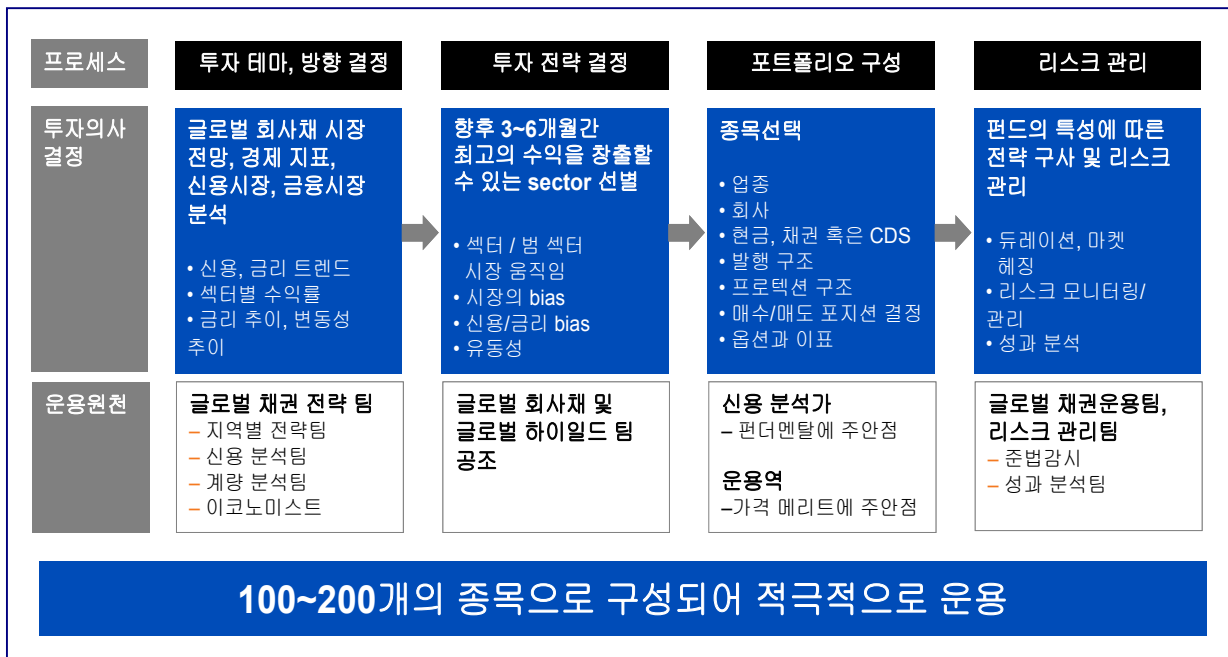 프로세스
투자 테마, 방향 결정
투자 전략 결정
포트폴리오 구성
리스크 관리
투자의사
결정
글로벌 회사채 시장
전망, 경제 지표,
신용시장, 금융시장
분석
• 신용, 금리 트렌드
• 섹터별 수익률
• 금리 추이, 변동성
추이
향후 3~6개월간
최고의 수익을 창출할
수 있는 sector 선별
• 섹터 / 범 섹터
시장 움직임
• 시장의 bias
• 신용/금리 bias
• 유동성
종목선택
• 업종
• 회사
• 현금, 채권 혹은 CDS
• 발행 구조
• 프로텍션 구조
• 매수/매도 포지션 결정
• 옵션과 이표
펀드의 특성에 따른
전략 구사 및 리스크
관리
• 듀레이션, 마켓
헤징
• 리스크 모니터링/
관리
• 성과 분석
운용원천
글로벌 채권 전략 팀
– 지역별 전략팀
– 신용 분석팀
– 계량 분석팀
– 이코노미스트
글로벌 회사채 및
글로벌 하이일드 팀
공조
신용 분석가
– 펀더멘탈에 주안점
운용역
–가격 메리트에 주안점
글로벌 채권운용팀,
리스크 관리팀
– 준법감시
– 성과 분석팀
100~200개의 종목으로 구성되어 적극적으로 운용